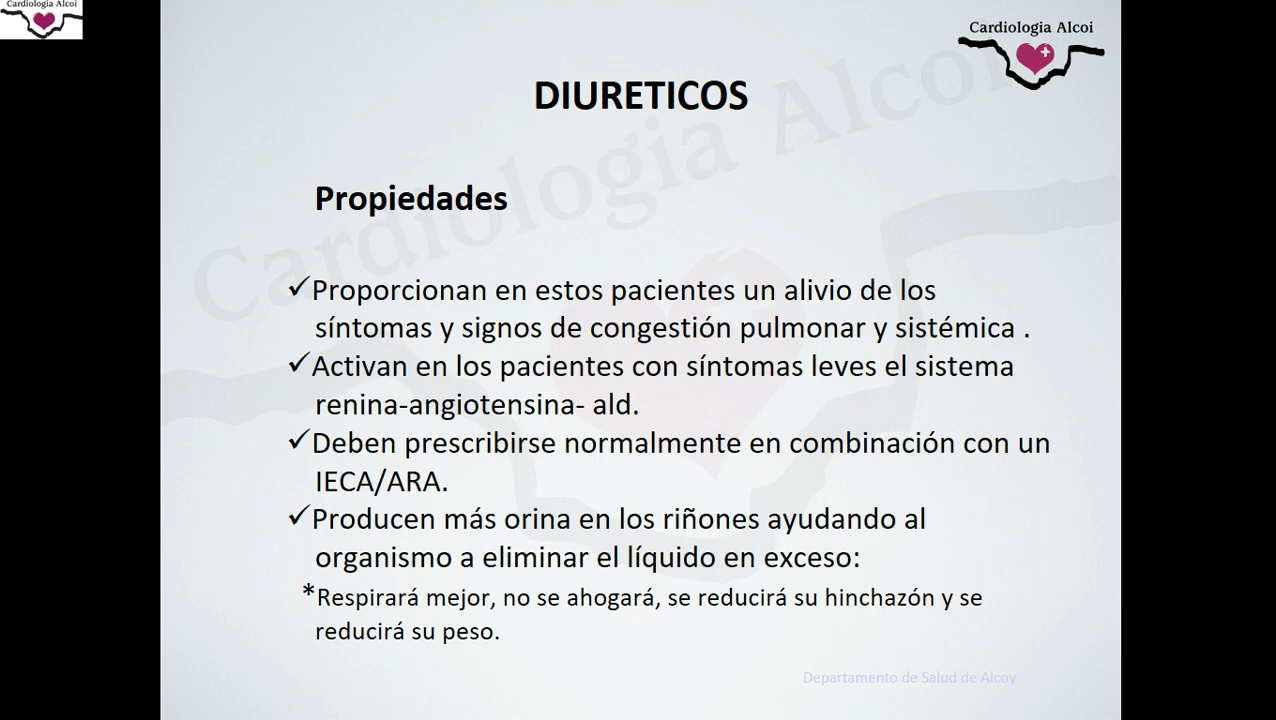 Cardiologia Alcoi
Cardiologia Alcoi
DIURETICOS
Cardiologia Alcoi
Propiedades
✓Proporcionan en estos pacientes un alivio de los
síntomas y signos de congestión pulmonar y sistémica .
✓Activan en los pacientes con síntomas leves el sistema
renina-angiotensina- ald.
✓Deben prescribirse normalmente en combinación con un
IECA/ARA.
✓Producen más orina en los riñones ayudando al
organismo a eliminar el líquido en exceso:
*Respirará mejor, no se ahogará, se reducirá su hinchazón y se
reducirá su peso.
Departamento de Salud de Alcoy